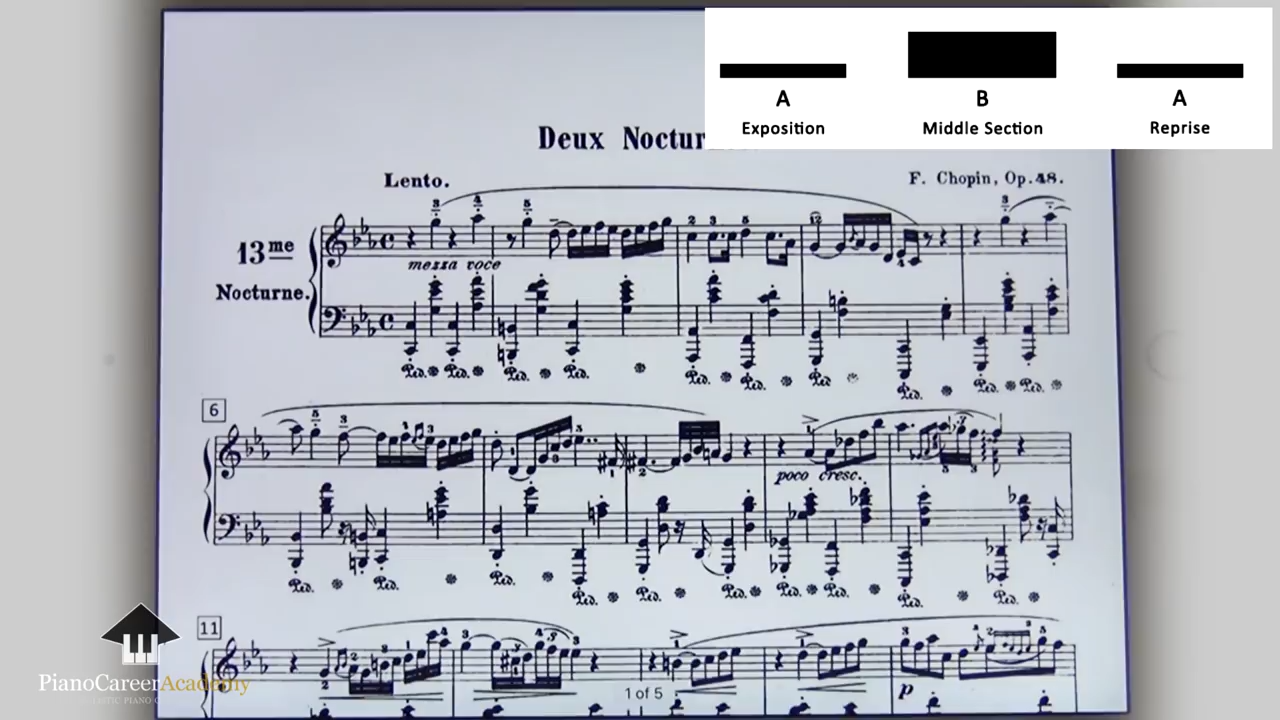 A
B
A
Exposition
Middle Section
Reprise
Deux
Lento.
F. Chopin, Op. 48.
13me
Nocturne.
mezza voce
6
poco cresc.
11
p
PianoCareerAcademy
1 of 5